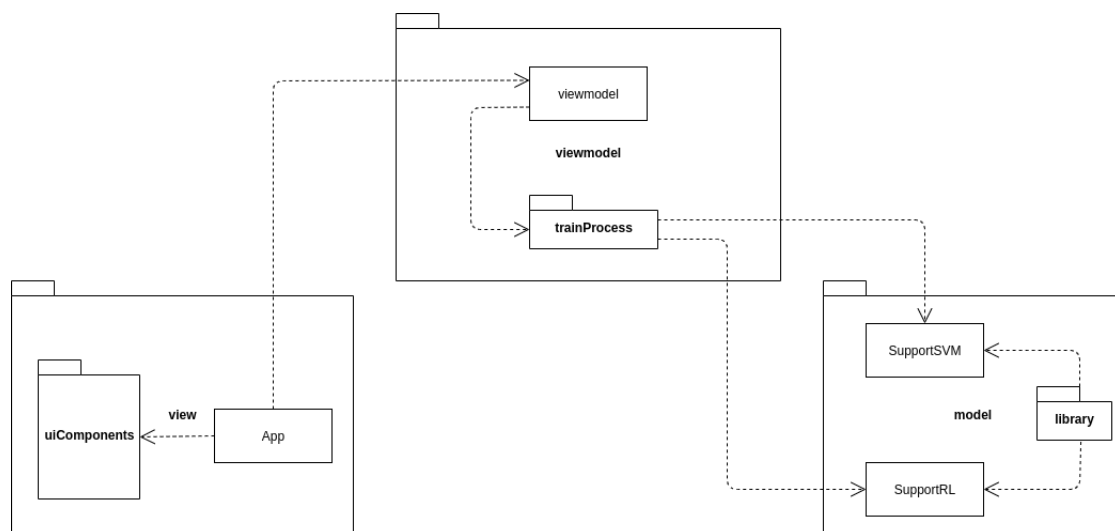 viewmodel
viewmodel
trainProcess
SupportSVM
view
model
library
uiComponents
App
SupportRL